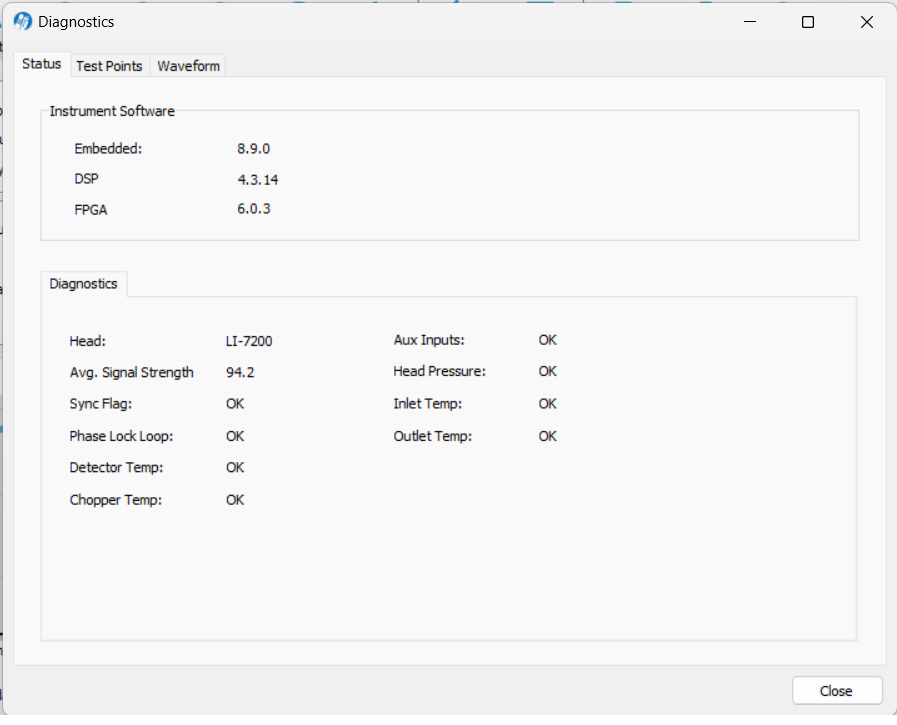 Diagnostics
Status
Test Points
Waveform
Instrument Software
Embedded: 8.9.0
DSP 4.3.14
FPGA 6.0.3
Diagnostics
Head: LI-7200
Avg. Signal Strength 94.2
Sync Flag: OK
Phase Lock Loop: OK
Detector Temp: OK
Chopper Temp: OK
Aux Inputs: OK
Head Pressure: OK
Inlet Temp: OK
Outlet Temp: OK
Close